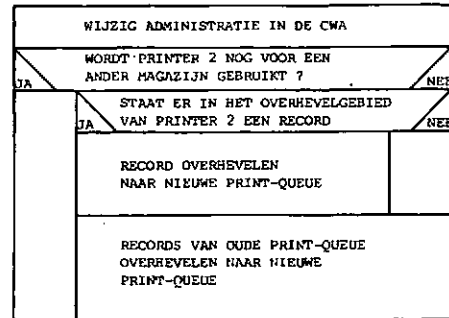 WIJZIG ADMINISTRATIE IN DE CWA
WORDT PRINTER 2 NOG VOOR EEN
ANDER MAGAZIJN GEBRUIKT ?
JA
NEE
STAAT ER IN HET OVERHEVELGEBIED
VAN PRINTER 2 EEN RECORD
JA
NEE
RECORD OVERHEVELEN
NAAR NIEUWE PRINT-QUEUE
RECORDS VAN OUDE PRINT-QUEUE
OVERHEVELEN NAAR NIEUWE
PRINT-QUEUE